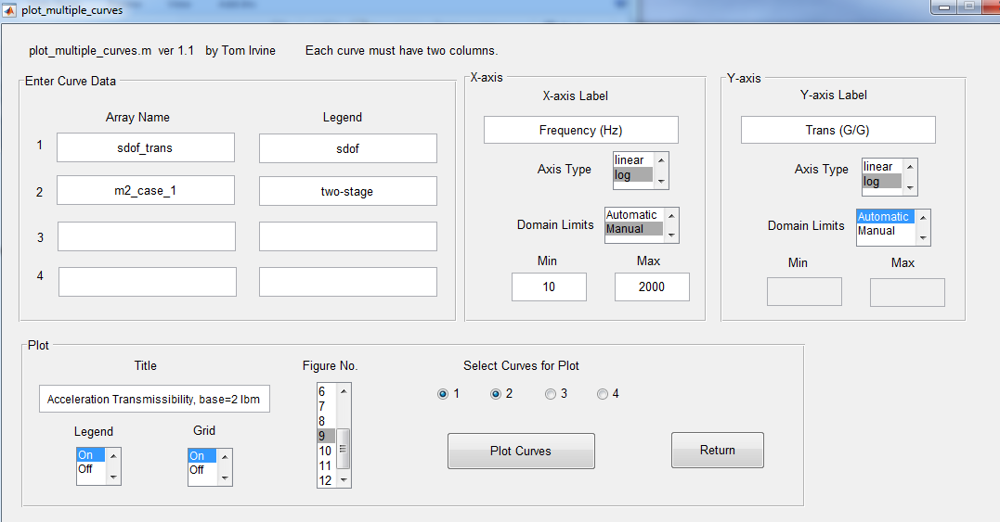 plot_multiple_curves
plot_multiple_curves.m ver 1.1 by Tom Irvine Each curve must have two columns.
Enter Curve Data
Array Name Legend
1 sdof_trans sdof
2 m2_case_1 two-stage
3
4
X-axis
X-axis Label
Frequency (Hz)
Axis Type
linear
log
Domain Limits
Automatic
Manual
Min Max
10 2000
Y-axis
Y-axis Label
Trans (G/G)
Axis Type
linear
log
Domain Limits
Automatic
Manual
Min Max
Plot
Title
Acceleration Transmissibility, base=2 lbm
Legend
On
Off
Grid
On
Off
Figure No.
6
7
8
9
10
11
12
Select Curves for Plot
1 2 3 4
Plot Curves
Return